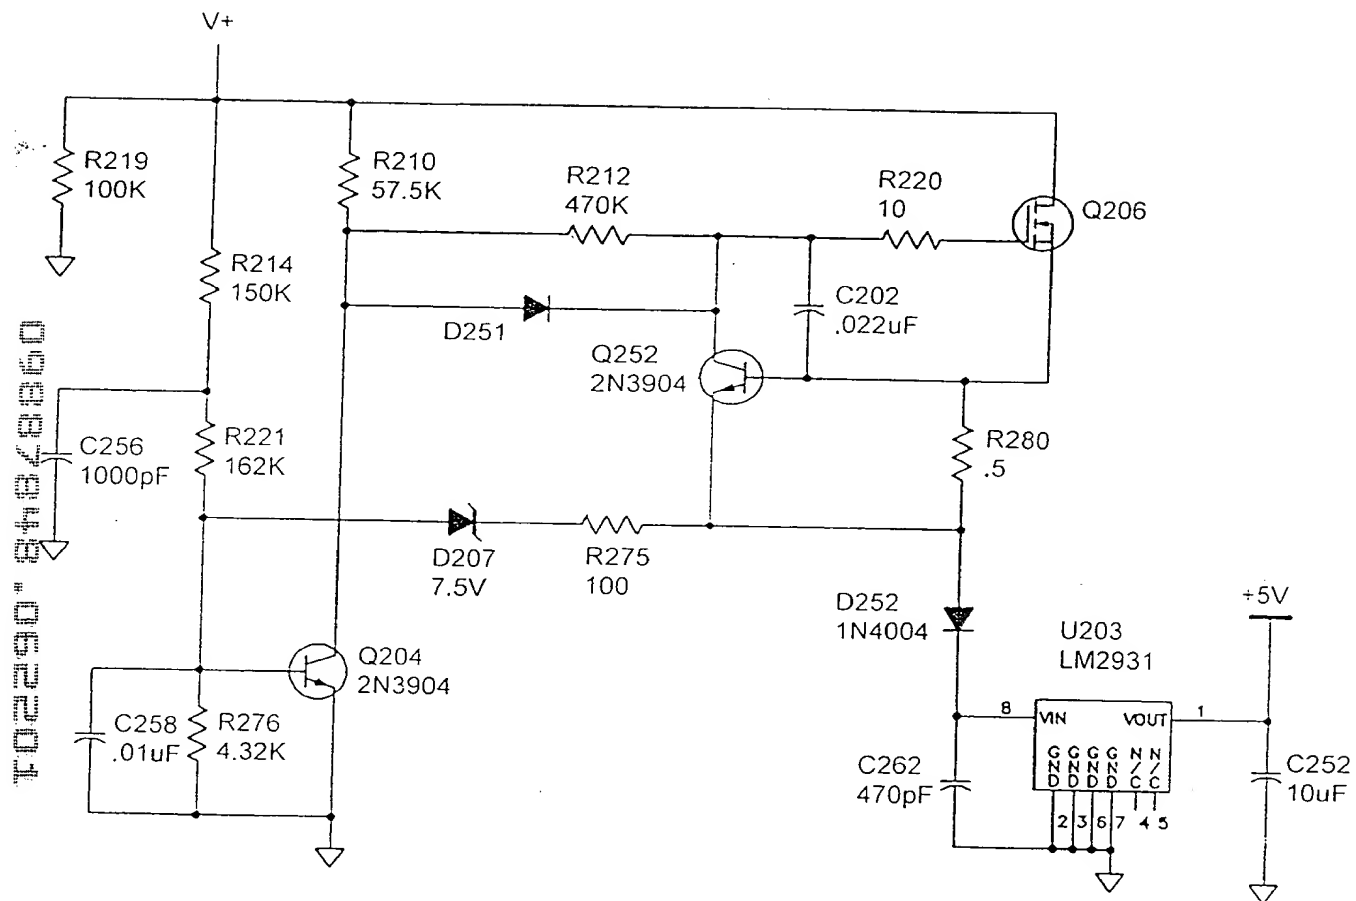 V+
R219
100K
R210
57.5K
R212
470K
R220
10
Q206
R214
150K
D251
C202
.022uF
Q252
2N3904
R280
.5
C256
1000pF
R221
162K
D207
7.5V
R275
100
D252
1N4004
+5V
U203
LM2931
Q204
2N3904
8
VIN
VOUT
1
C258
.01uF
R276
4.32K
GND
GND
GND
GND
N/C
N/C
C262
470pF
C252
10uF
2
3
6
7
4
5
09887848.062201